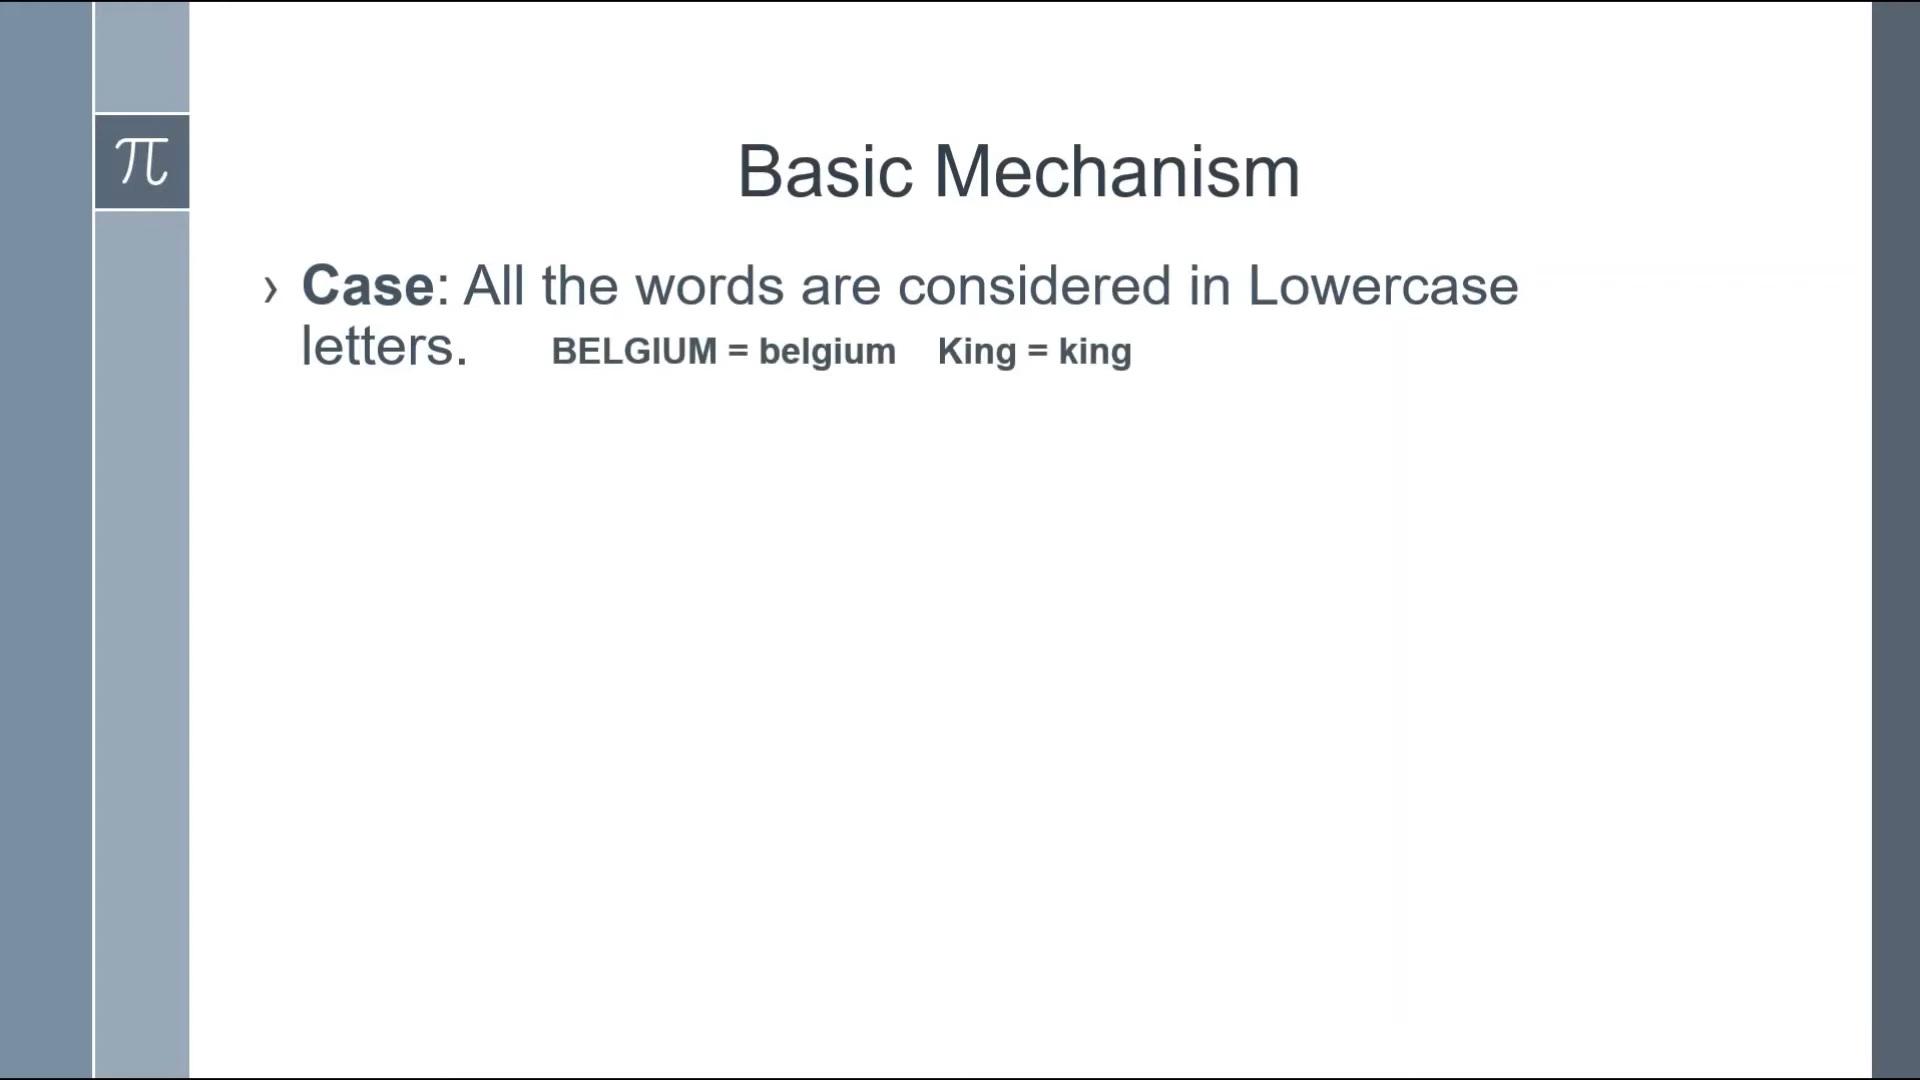 π
Basic Mechanism
› Case: All the words are considered in Lowercase
letters. BELGIUM = belgium King = king